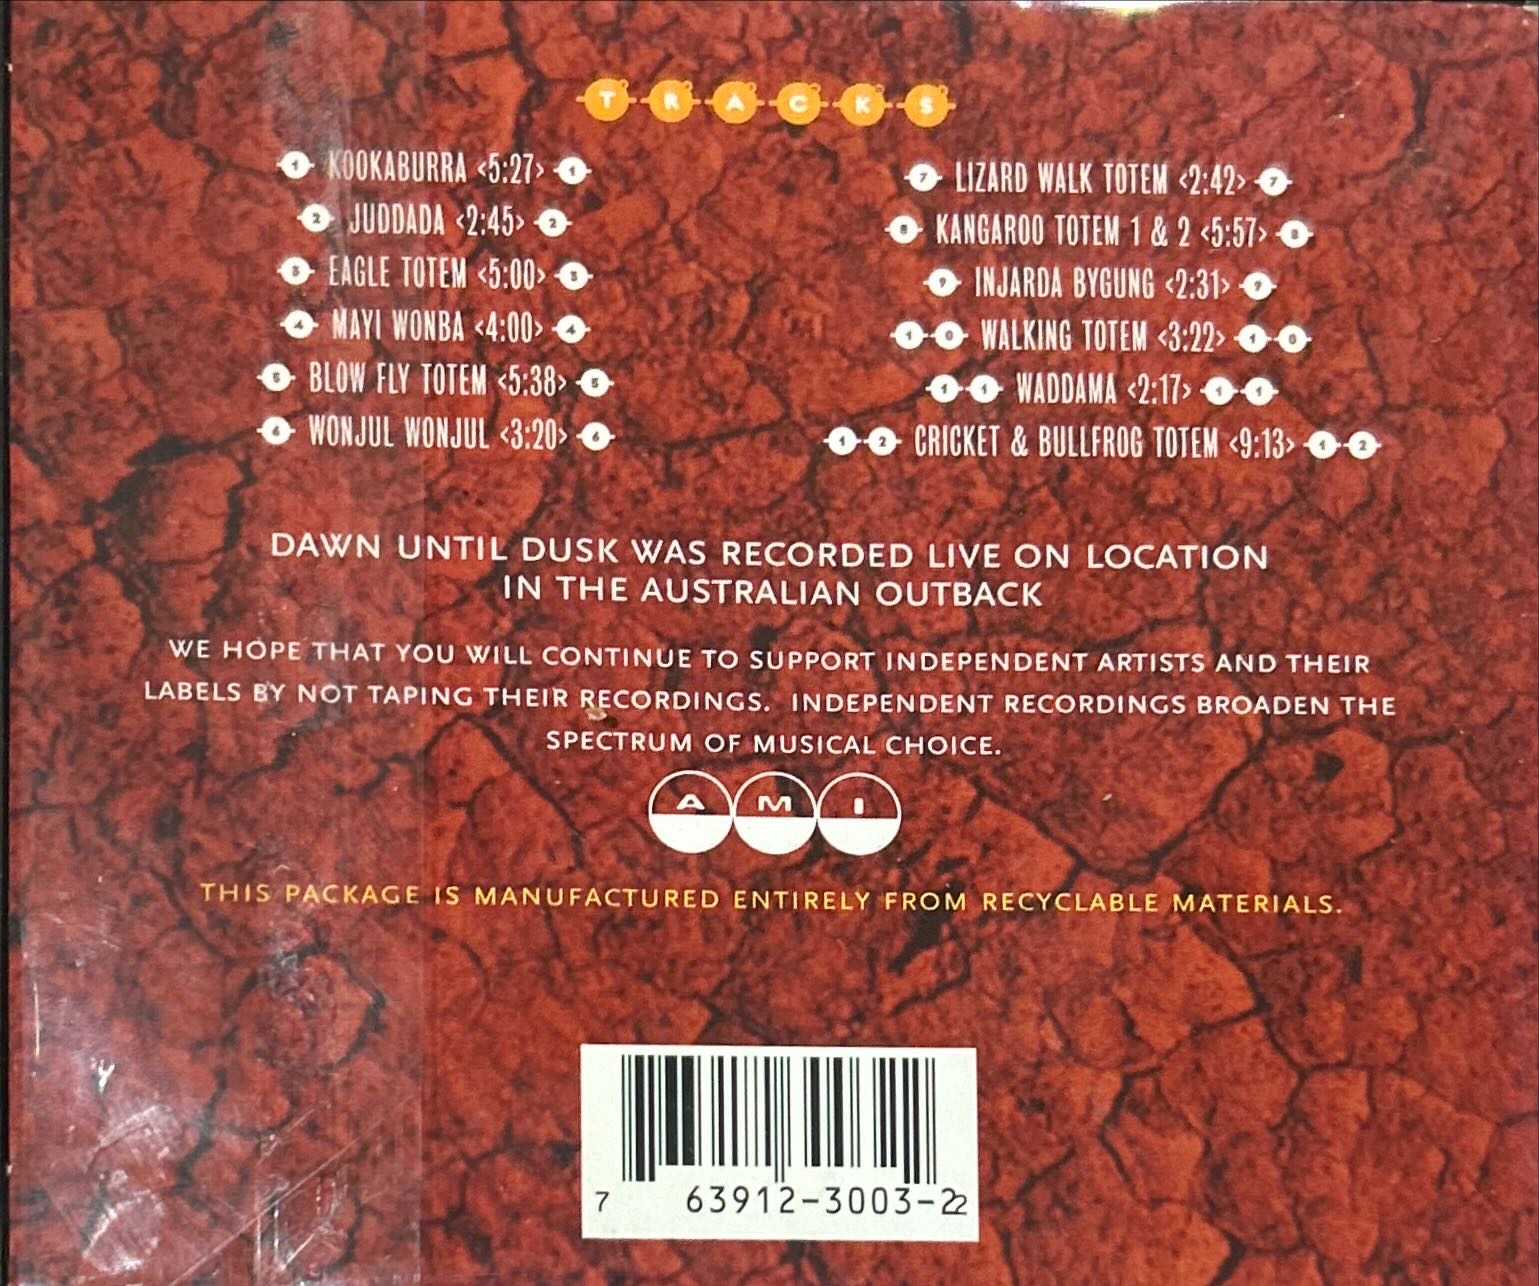 TRACKS
1 KOOKABURRA <5:27> 1
2 JUDDADA <2:45> 2
3 EAGLE TOTEM <5:00> 3
4 MAYI WONBA <4:00> 4
5 BLOW FLY TOTEM <5:38> 5
6 WONJUL WONJUL <3:20> 6
7 LIZARD WALK TOTEM <2:42> 7
8 KANGAROO TOTEM 1 & 2 <5:57> 8
9 INJARDA BYGUNG <2:31> 9
10 WALKING TOTEM <3:22> 10
11 WADDAMA <2:17> 11
12 CRICKET & BULLFROG TOTEM <9:13> 12
DAWN UNTIL DUSK WAS RECORDED LIVE ON LOCATION
IN THE AUSTRALIAN OUTBACK
WE HOPE THAT YOU WILL CONTINUE TO SUPPORT INDEPENDENT ARTISTS AND THEIR
LABELS BY NOT TAPING THEIR RECORDINGS. INDEPENDENT RECORDINGS BROADEN THE
SPECTRUM OF MUSICAL CHOICE.
AMI
THIS PACKAGE IS MANUFACTURED ENTIRELY FROM RECYCLABLE MATERIALS.
7 63912-3003-22